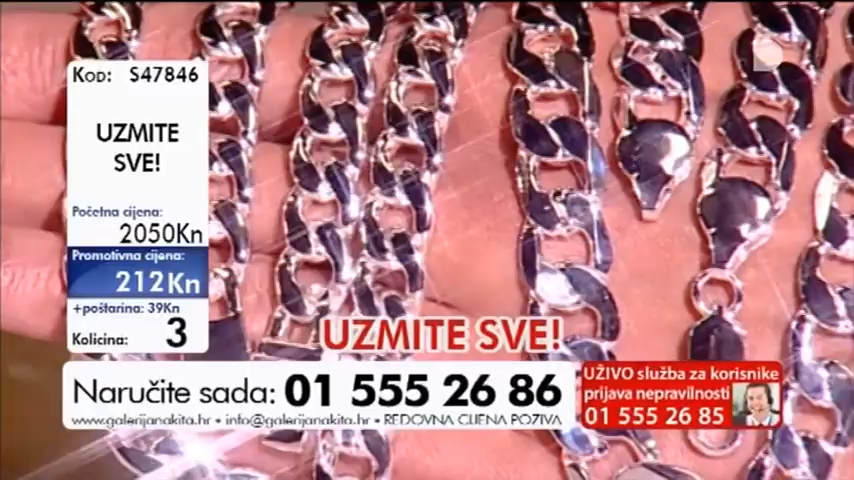 Kod: S47846
UZMITE
SVE!
Početna cijena:
2050Kn
Promotivna cijena:
212Kn
+poštarina: 39Kn
Kolicina: 3
UZMITE SVE!
Naručite sada: 01 555 26 86
www.galerijanakita.hr • info@galerijanakita.hr • REDOVNA CIJENA POZIVA
UŽIVO služba za korisnike
prijava nepravilnosti
01 555 26 85